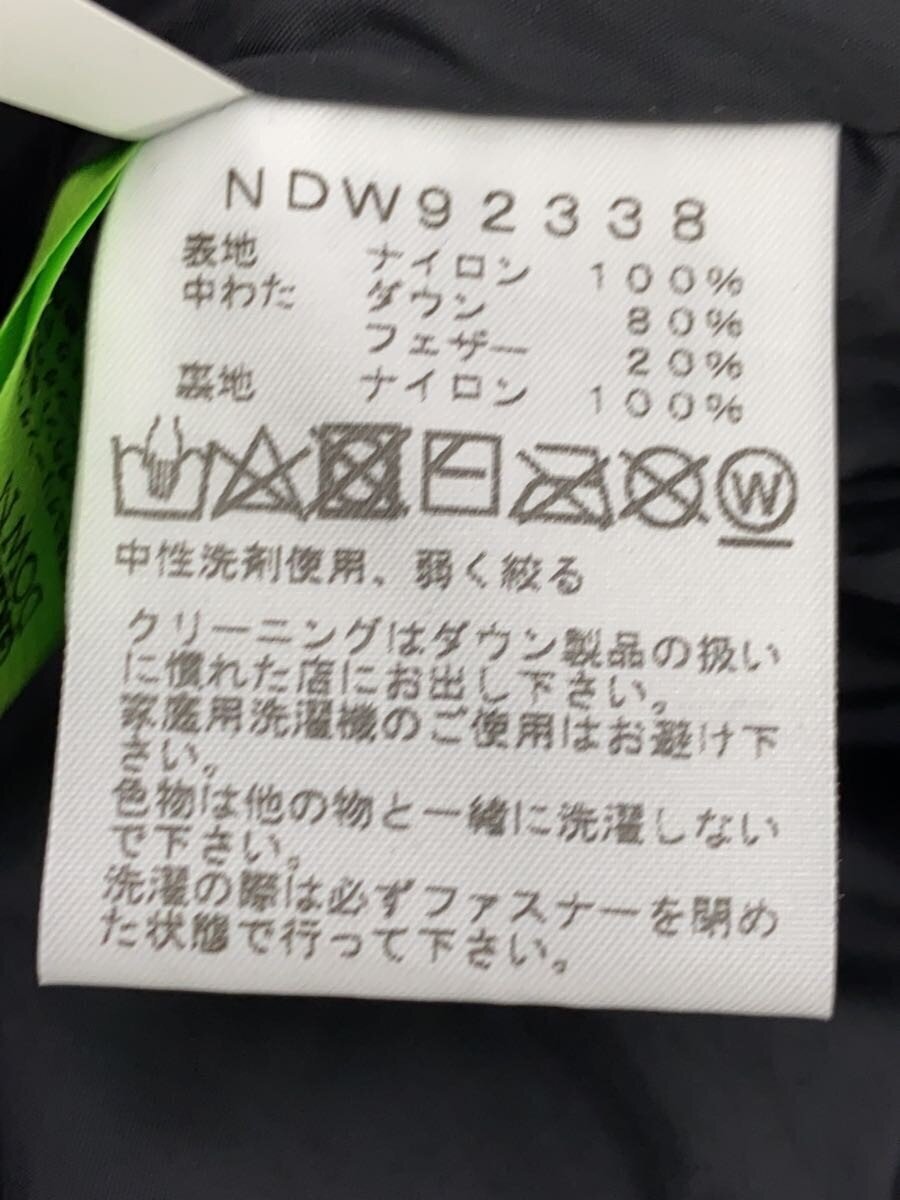 NDW92338
表地 ナイロン 100%
中わた ダウン 80%
フェザー 20%
裏地 ナイロン 100%
W
中性洗剤使用、弱く絞る
クリーニングはダウン製品の扱い
に慣れた店にお出し下さい。
家庭用洗濯機のご使用はお避け下
さい。
色物は他の物と一緒に洗濯しない
で下さい。
洗濯の際は必ずファスナーを閉め
た状態で行って下さい。